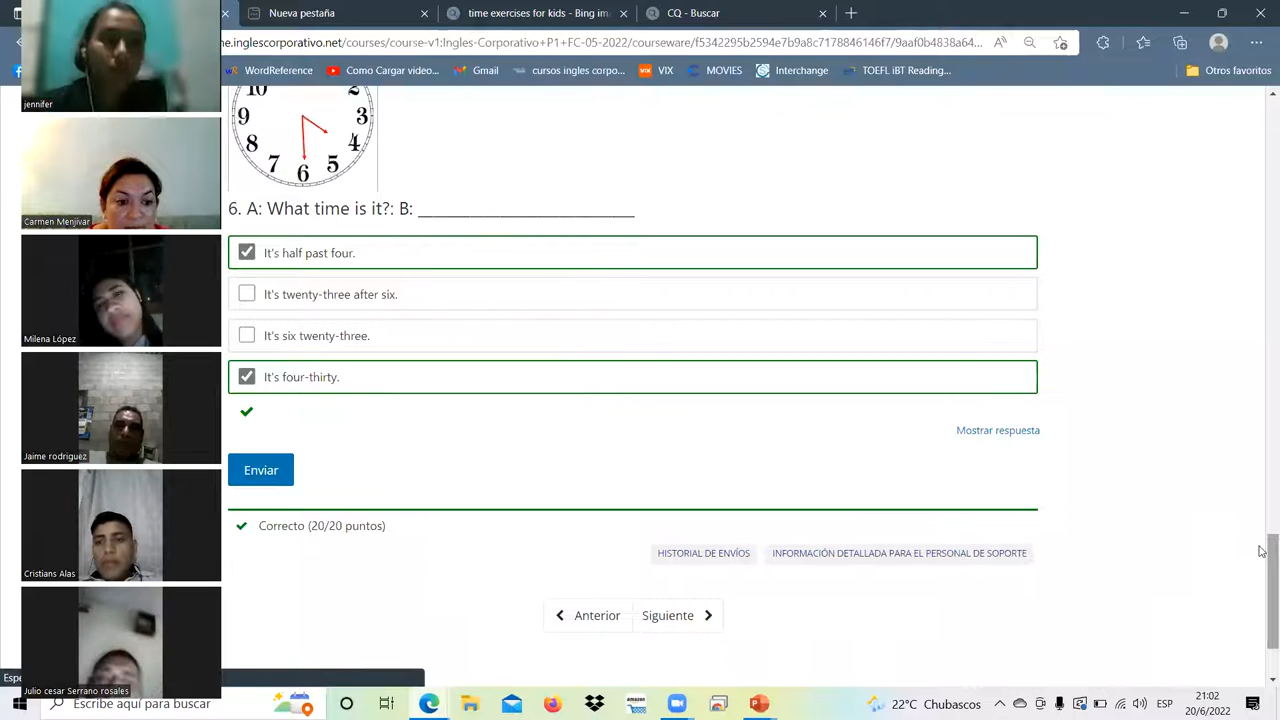 Nueva pestaña
time exercises for kids - Bing im
CQ - Buscar
ne.inglescorporativo.net/courses/course-v1:Ingles-Corporativo+P1+FC-05-2022/courseware/f5342295b2594e7b9a8c7178846146f7/9aaf0b4838a64...
WordReference
Como Cargar video...
Gmail
cursos ingles corpo...
VIX
MOVIES
Interchange
TOEFL iBT Reading...
Otros favoritos
jennifer
Carmen Menjivar
Milena López
Jaime rodriguez
Cristians Alas
Julio cesar Serrano rosales
10 2
9 3
8 4
7 6 5
6. A: What time is it?: B: ____________________
It's half past four.
It's twenty-three after six.
It's six twenty-three.
It's four-thirty.
Mostrar respuesta
Enviar
Correcto (20/20 puntos)
HISTORIAL DE ENVÍOS
INFORMACIÓN DETALLADA PARA EL PERSONAL DE SOPORTE
Anterior
Siguiente
Espe
Escribe aquí para buscar
amazon
22°C Chubascos
ESP
21:02
20/6/2022